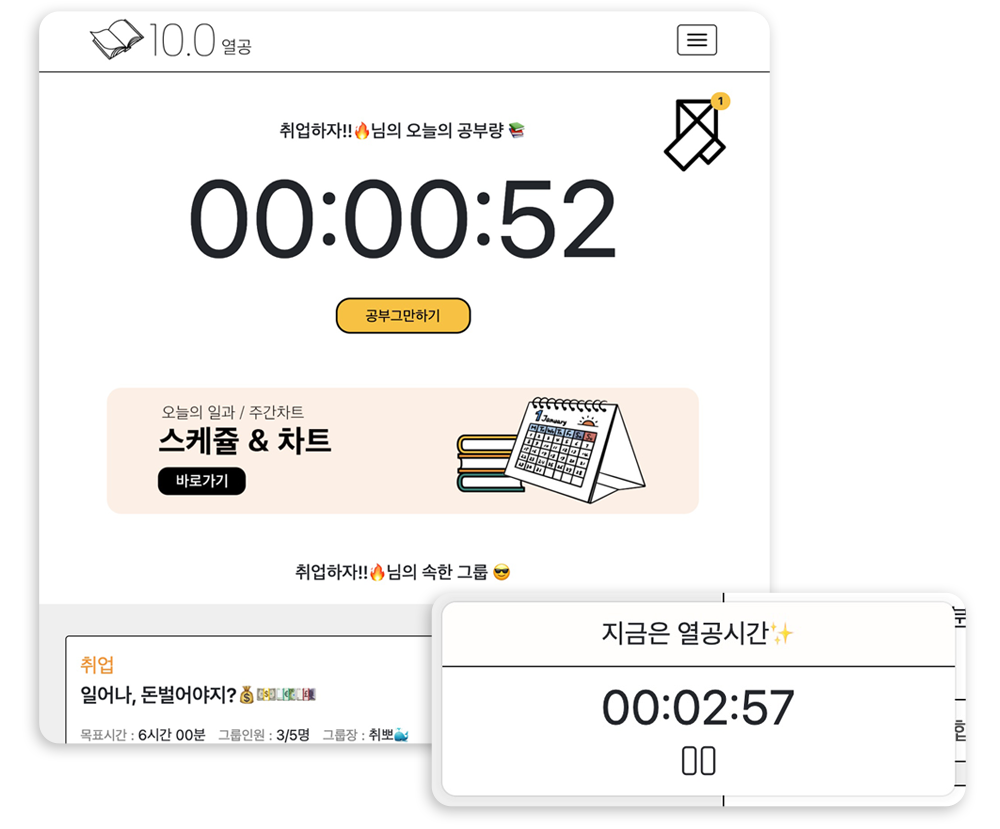 10.0 열공
1
취업하자!!🔥님의 오늘의 공부량 📚
00:00:52
공부그만하기
오늘의 일과 / 주간차트
스케쥴 & 차트
바로가기
1 January
취업하자!!🔥님의 속한 그룹 😎
취업
일어나, 돈벌어야지?💰💵💴💶💷
목표시간 : 6시간 00분 그룹인원 : 3/5명 그룹장 : 취뽀🐳
지금은 열공시간✨
00:02:57